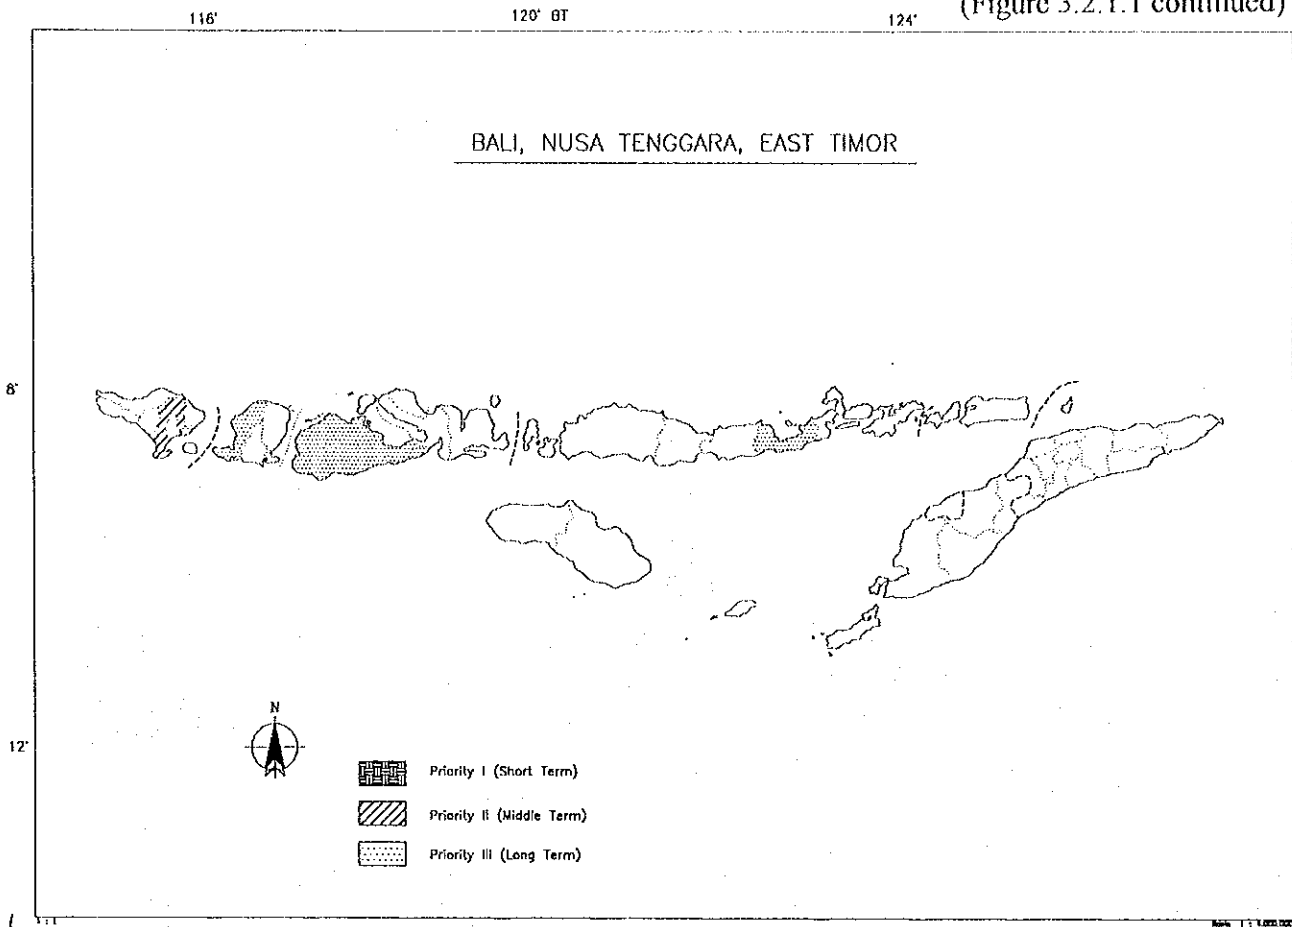 (Figure 3.2.1.1 continued)
116° 120° BT 124°
BALI, NUSA TENGGARA, EAST TIMOR
8°
N
12°
Priority I (Short Term)
Priority II (Middle Term)
Priority III (Long Term)